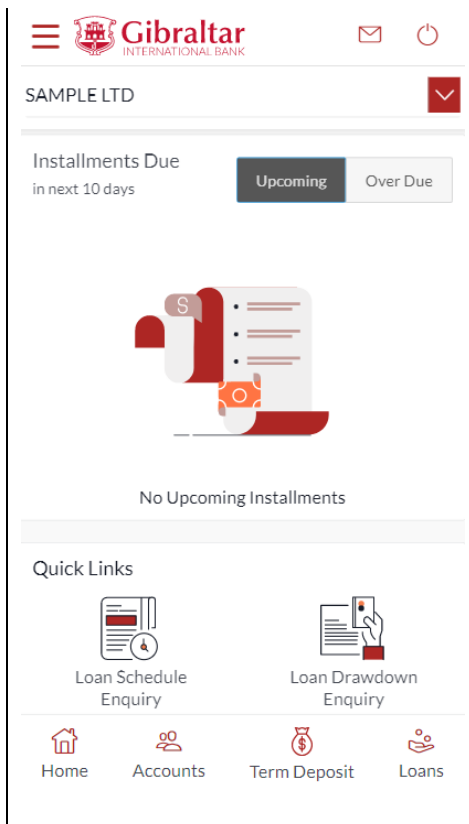 Gibraltar
INTERNATIONAL BANK
SAMPLE LTD
Installments Due
in next 10 days
Upcoming
Over Due
S
No Upcoming Installments
Quick Links
Loan Schedule
Enquiry
Loan Drawdown
Enquiry
Home
Accounts
Term Deposit
Loans